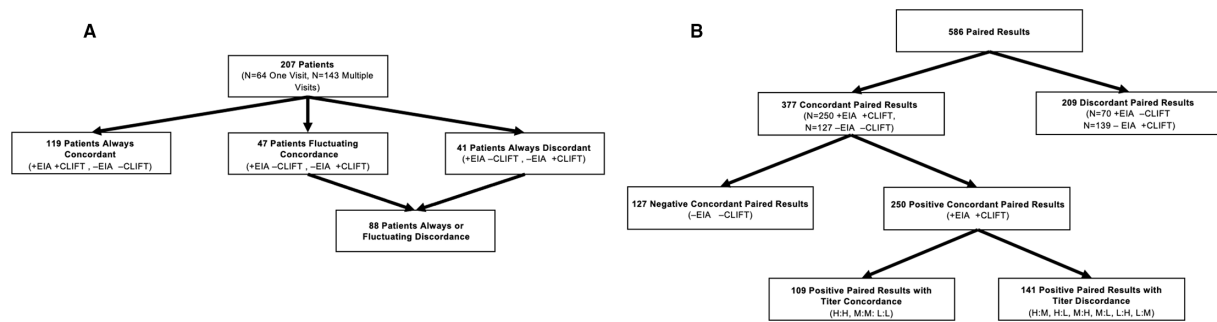 A
207 Patients
(N=64 One Visit, N=143 Multiple
Visits)
119 Patients Always
Concordant
(+EIA +CLIFT , –EIA –CLIFT)
47 Patients Fluctuating
Concordance
(+EIA –CLIFT , –EIA +CLIFT)
41 Patients Always Discordant
(+EIA –CLIFT , –EIA +CLIFT)
88 Patients Always or
Fluctuating Discordance
B
586 Paired Results
377 Concordant Paired Results
(N=250 +EIA +CLIFT,
N=127 –EIA –CLIFT)
209 Discordant Paired Results
(N=70 +EIA –CLIFT
N=139 – EIA +CLIFT)
127 Negative Concordant Paired Results
(–EIA –CLIFT)
250 Positive Concordant Paired Results
(+EIA +CLIFT)
109 Positive Paired Results with
Titer Concordance
(H:H, M:M: L:L)
141 Positive Paired Results with
Titer Discordance
(H:M, H:L, M:H, M:L, L:H, L:M)